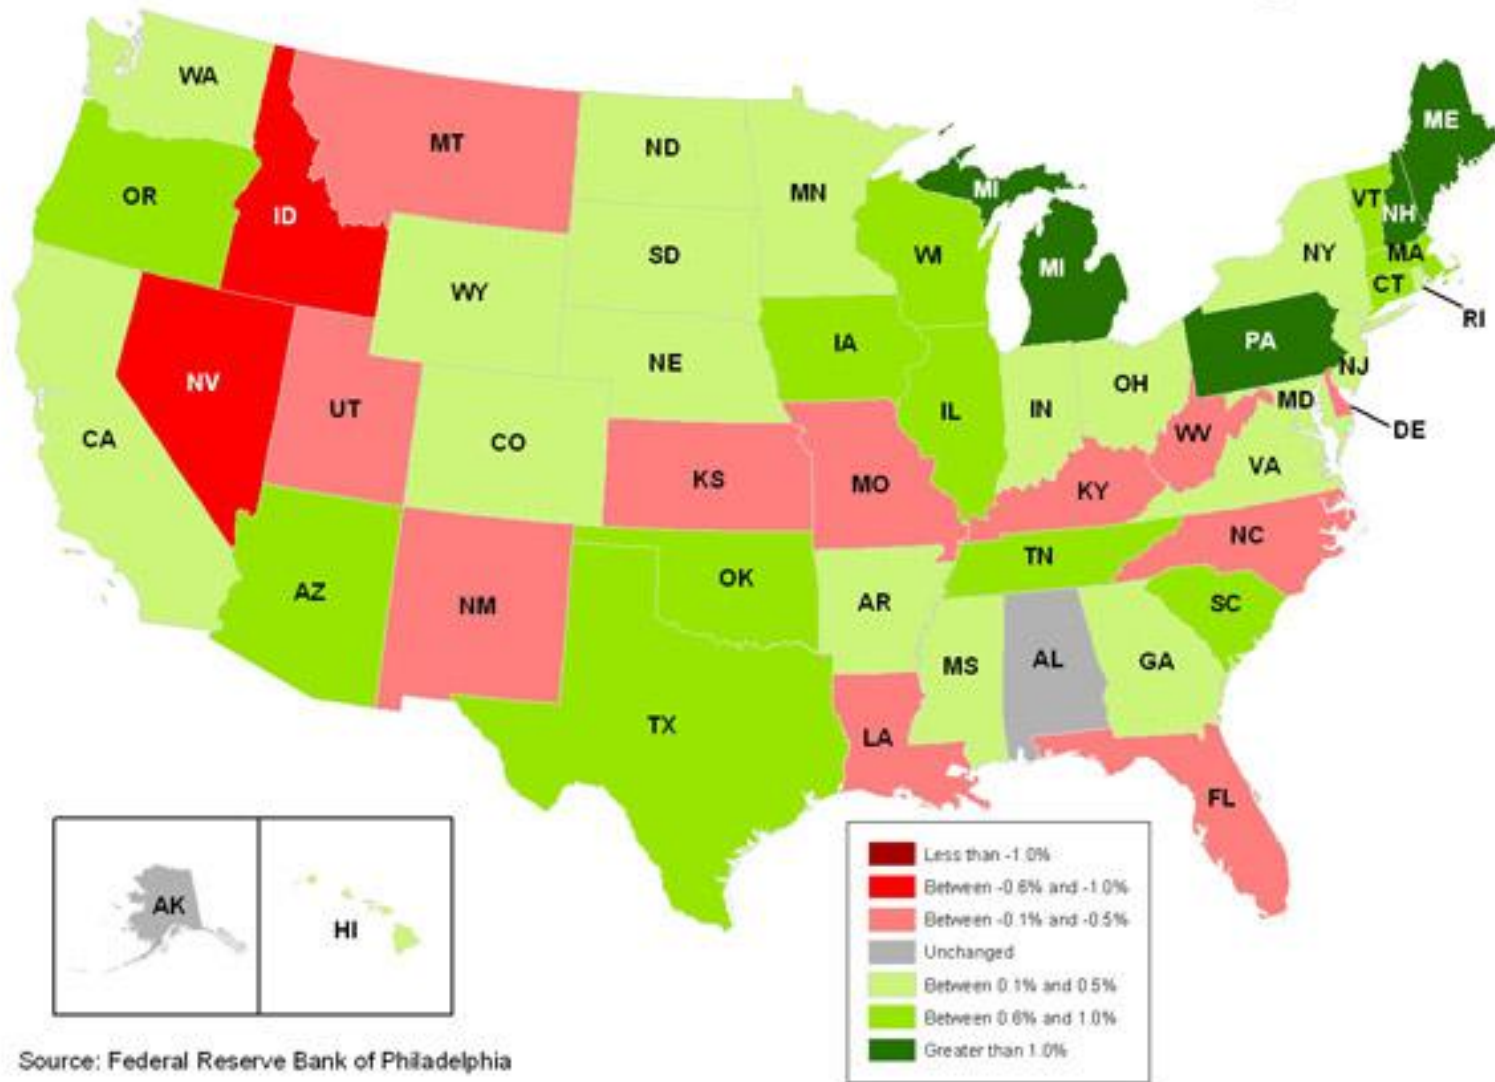 WA
MT
ND
MN
OR
ID
WY
SD
WI
MI
MI
ME
VT
NH
NY
MA
CT
RI
NV
UT
CA
CO
NE
IA
IL
IN
OH
PA
NJ
MD
DE
WV
VA
KS
MO
KY
NC
TN
AZ
NM
OK
AR
SC
MS
AL
GA
TX
LA
FL
AK
HI
Less than -1.0%
Between -0.6% and -1.0%
Between -0.1% and -0.5%
Unchanged
Between 0.1% and 0.5%
Between 0.6% and 1.0%
Greater than 1.0%
Source: Federal Reserve Bank of Philadelphia